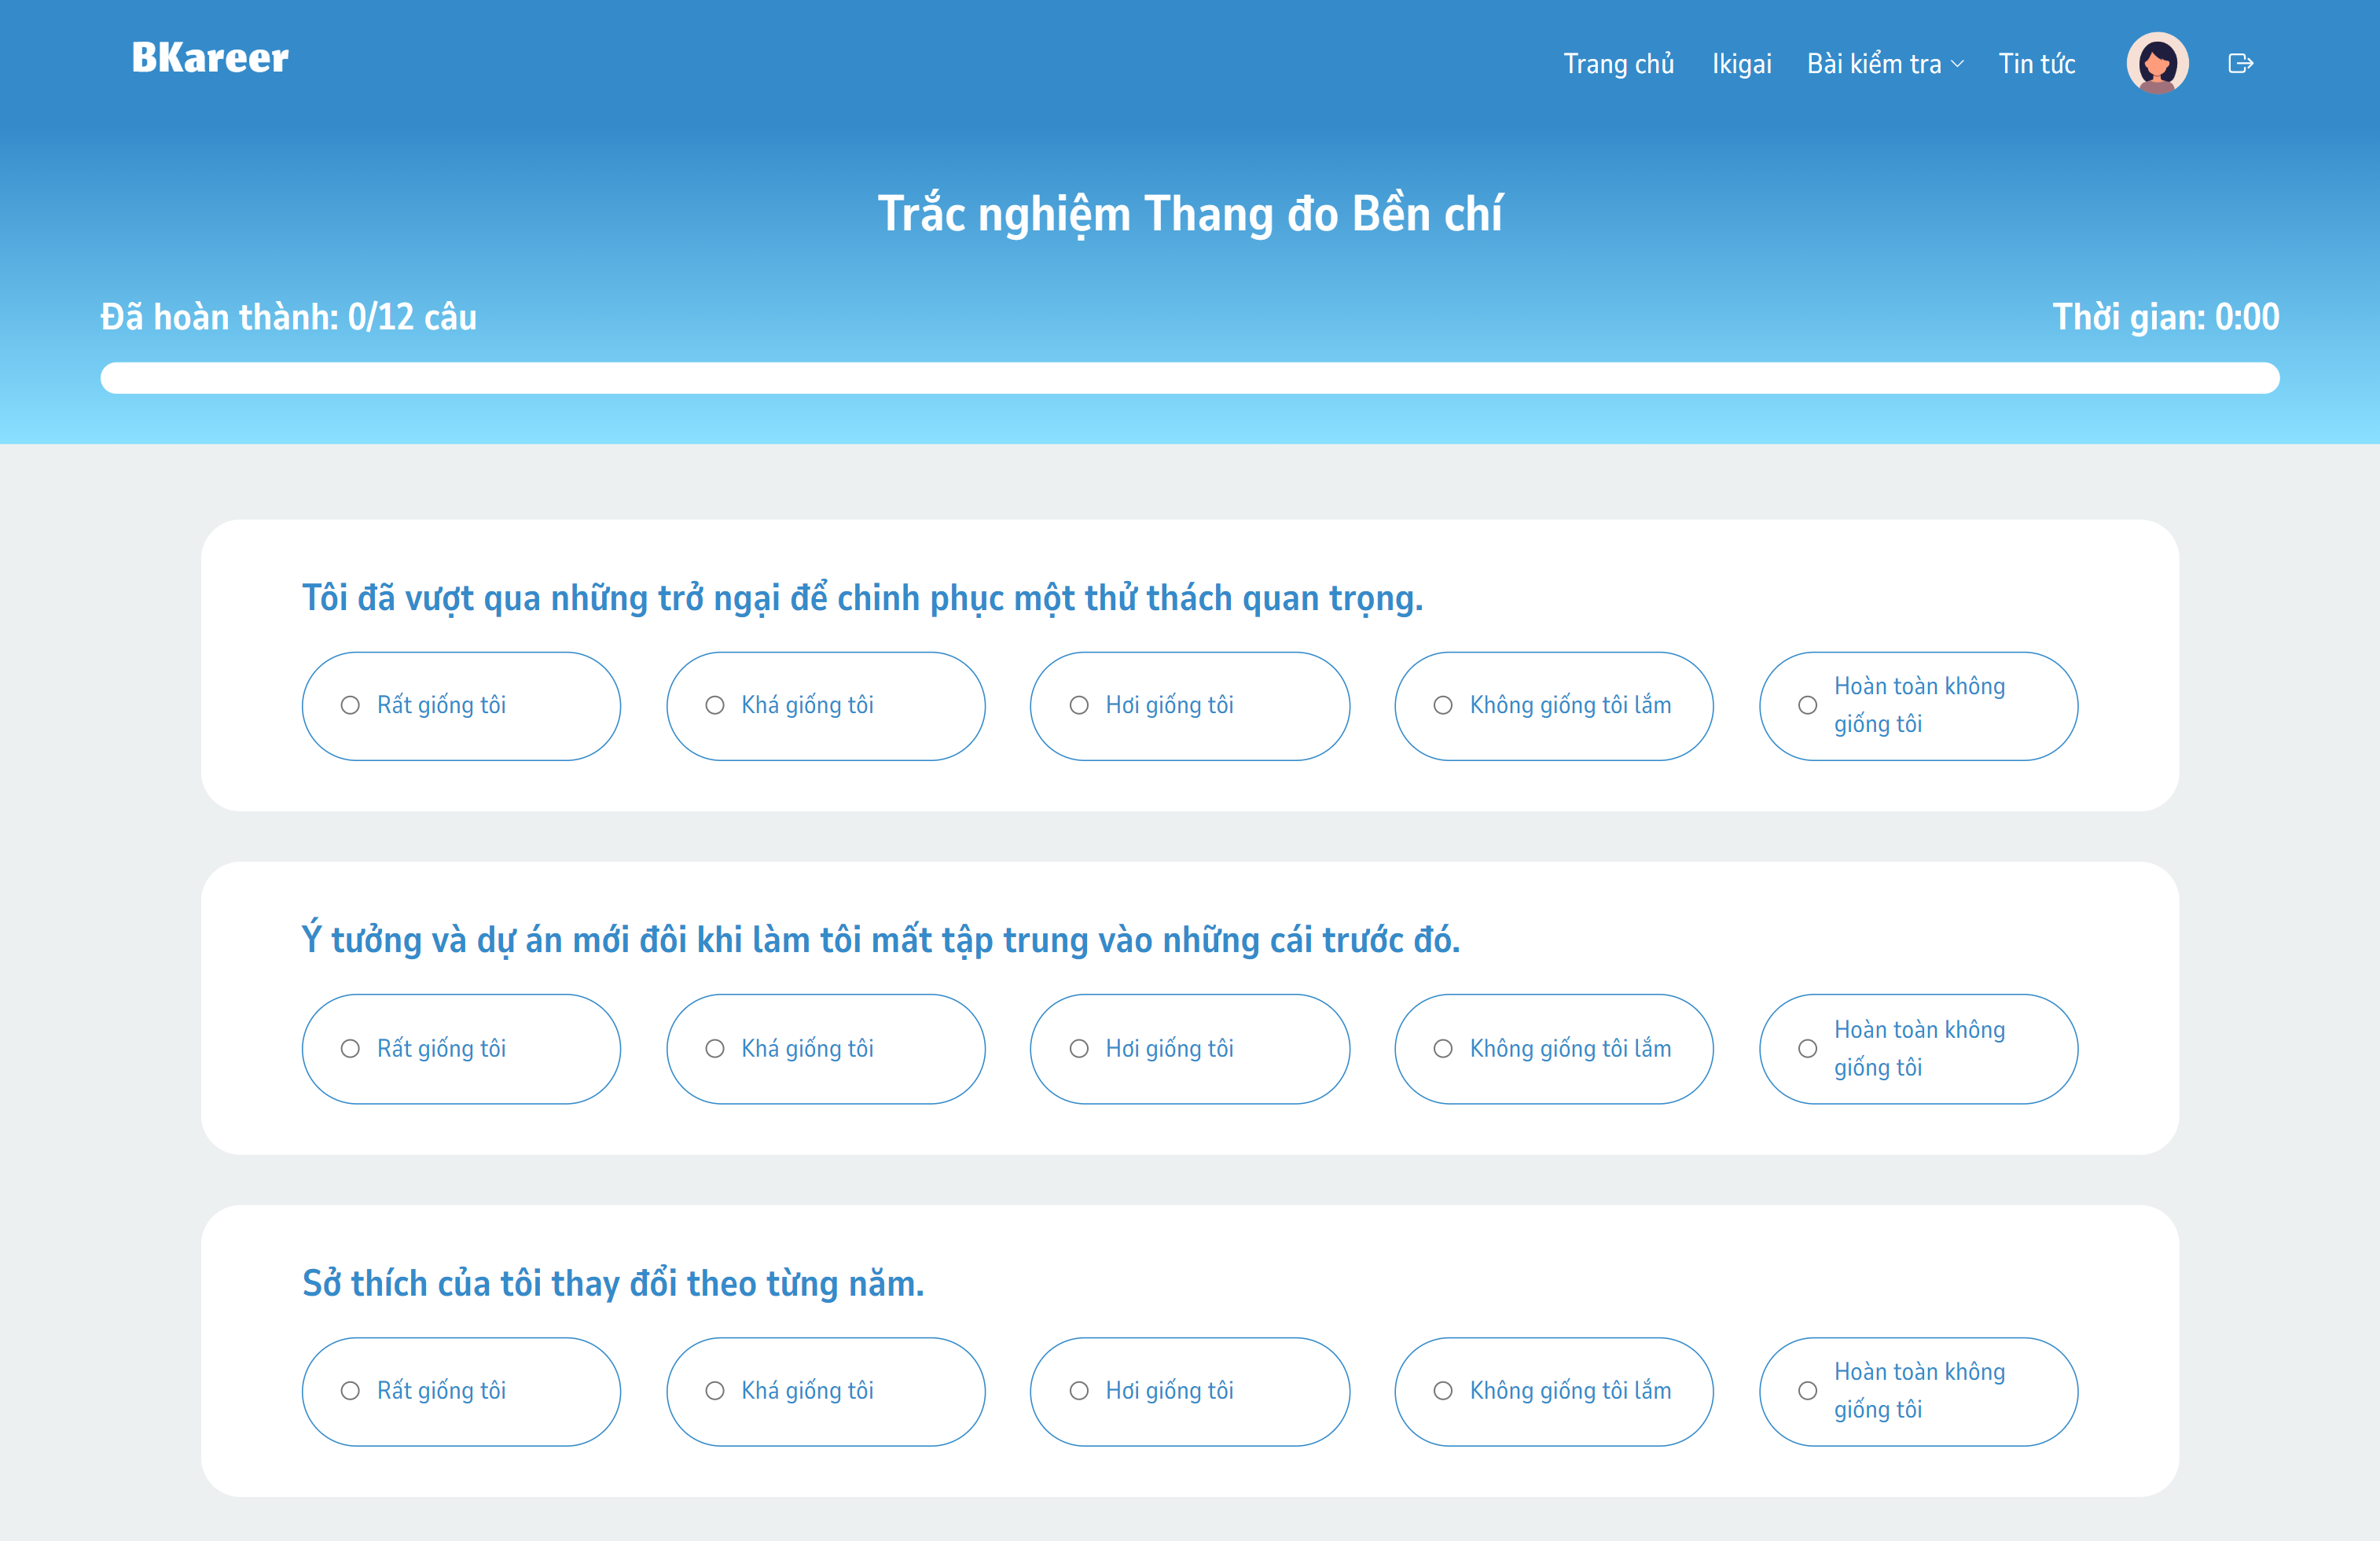 BKareer
Trang chủ
Ikigai
Bài kiểm tra
Tin tức
Trắc nghiệm Thang đo Bền chí
Đã hoàn thành: 0/12 câu
Thời gian: 0:00
Tôi đã vượt qua những trở ngại để chinh phục một thử thách quan trọng.
Rất giống tôi
Khá giống tôi
Hơi giống tôi
Không giống tôi lắm
Hoàn toàn không
giống tôi
Ý tưởng và dự án mới đôi khi làm tôi mất tập trung vào những cái trước đó.
Rất giống tôi
Khá giống tôi
Hơi giống tôi
Không giống tôi lắm
Hoàn toàn không
giống tôi
Sở thích của tôi thay đổi theo từng năm.
Rất giống tôi
Khá giống tôi
Hơi giống tôi
Không giống tôi lắm
Hoàn toàn không
giống tôi